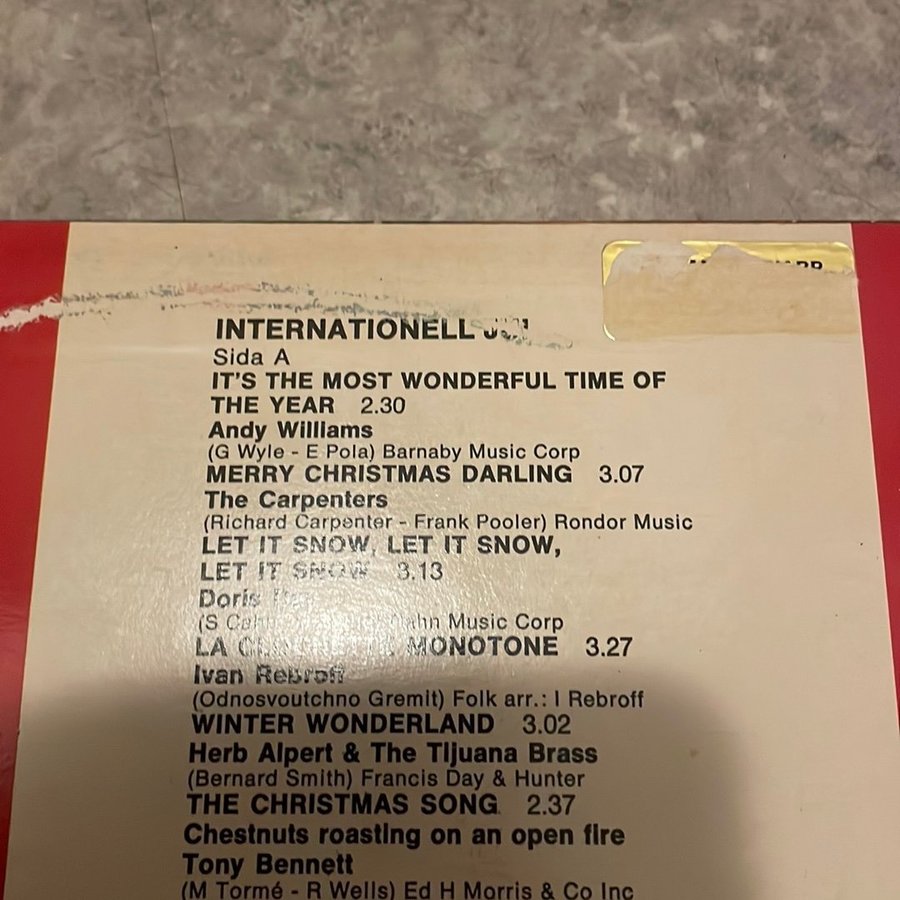 INTERNATIONELL
Sida A
IT'S THE MOST WONDERFUL TIME OF
THE YEAR 2.30
Andy Williams
(G Wyle - E Pola) Barnaby Music Corp
MERRY CHRISTMAS DARLING 3.07
The Carpenters
(Richard Carpenter - Frank Pooler) Rondor Music
LET IT SNOW, LET IT SNOW,
LET IT SNOW 3.13
Doris
(S Cahn Music Corp
LA MONOTONE 3.27
Ivan Rebroff
(Odnosvoutchno Gremit) Folk arr.: I Rebroff
WINTER WONDERLAND 3.02
Herb Alpert & The Tijuana Brass
(Bernard Smith) Francis Day & Hunter
THE CHRISTMAS SONG 2.37
Chestnuts roasting on an open fire
Tony Bennett
(M Tormé - R Wells) Ed H Morris & Co Inc